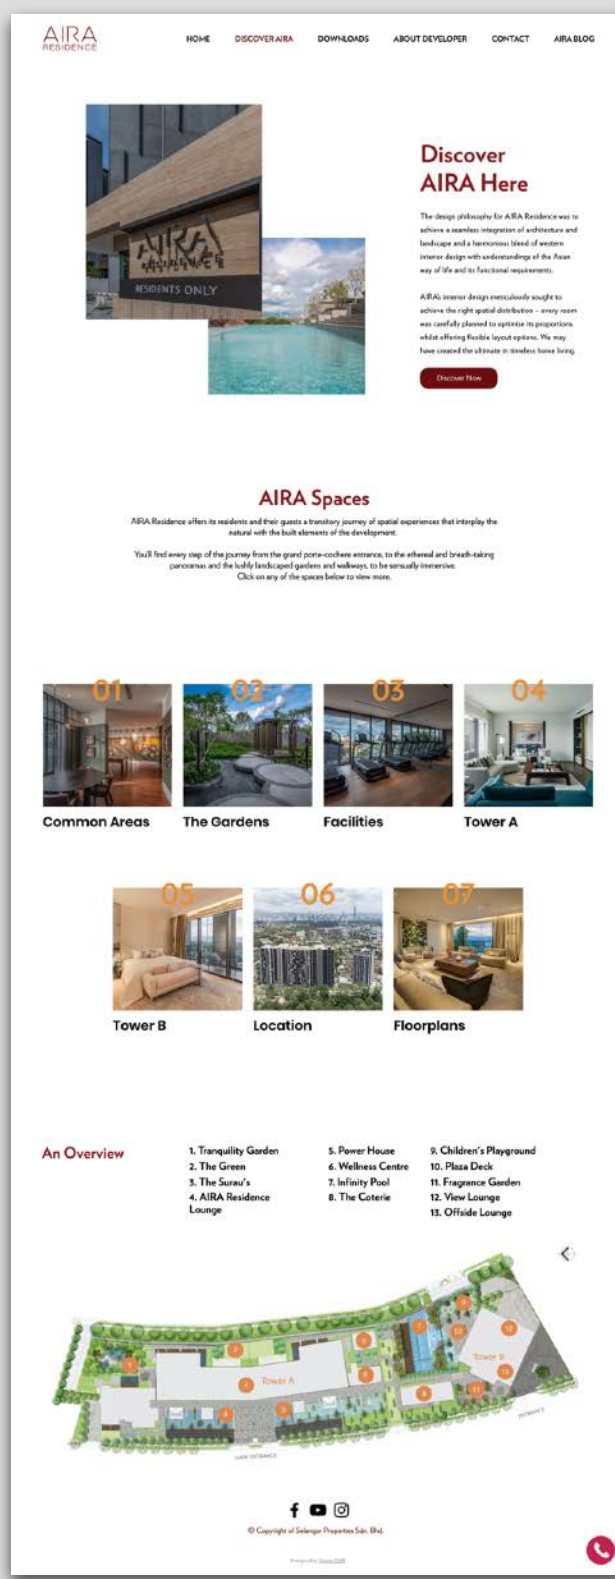 AIRA
RESIDENCE
HOME
DISCOVER AIRA
DOWNLOADS
ABOUT DEVELOPER
CONTACT
AIRA BLOG
AIRA
RESIDENCE
RESIDENTS ONLY
Discover
AIRA Here
The design philosophy for AIRA Residence was to
achieve a seamless integration of architecture and
landscape and a harmonious blend of western
interior design with understandings of the Asian
way of life and its functional requirements.
AIRA's interior design meticulously sought to
achieve the right spatial distribution – every room
was carefully planned to optimise its proportions
whilst offering flexible layout options. We may
have created the ultimate in timeless home living.
Discover Now
AIRA Spaces
AIRA Residence offers its residents and their guests a transitory journey of spatial experiences that interplay the
natural with the built elements of the development.
You'll find every step of the journey from the grand porte-cochere entrance, to the ethereal and breath-taking
panoramas and the lushly landscaped gardens and walkways, to be sensually immersive.
Click on any of the spaces below to view more.
01
Common Areas
02
The Gardens
03
Facilities
04
Tower A
05
Tower B
06
Location
07
Floorplans
An Overview
1. Tranquility Garden
2. The Green
3. The Surau's
4. AIRA Residence
Lounge
5. Power House
6. Wellness Centre
7. Infinity Pool
8. The Coterie
9. Children's Playground
10. Plaza Deck
11. Fragrance Garden
12. View Lounge
13. Offside Lounge
1
2
Tower A
7
10
12
Tower B
11
MAIN ENTRANCE
ENTRANCE
© Copyright of Selangor Properties Sdn. Bhd.